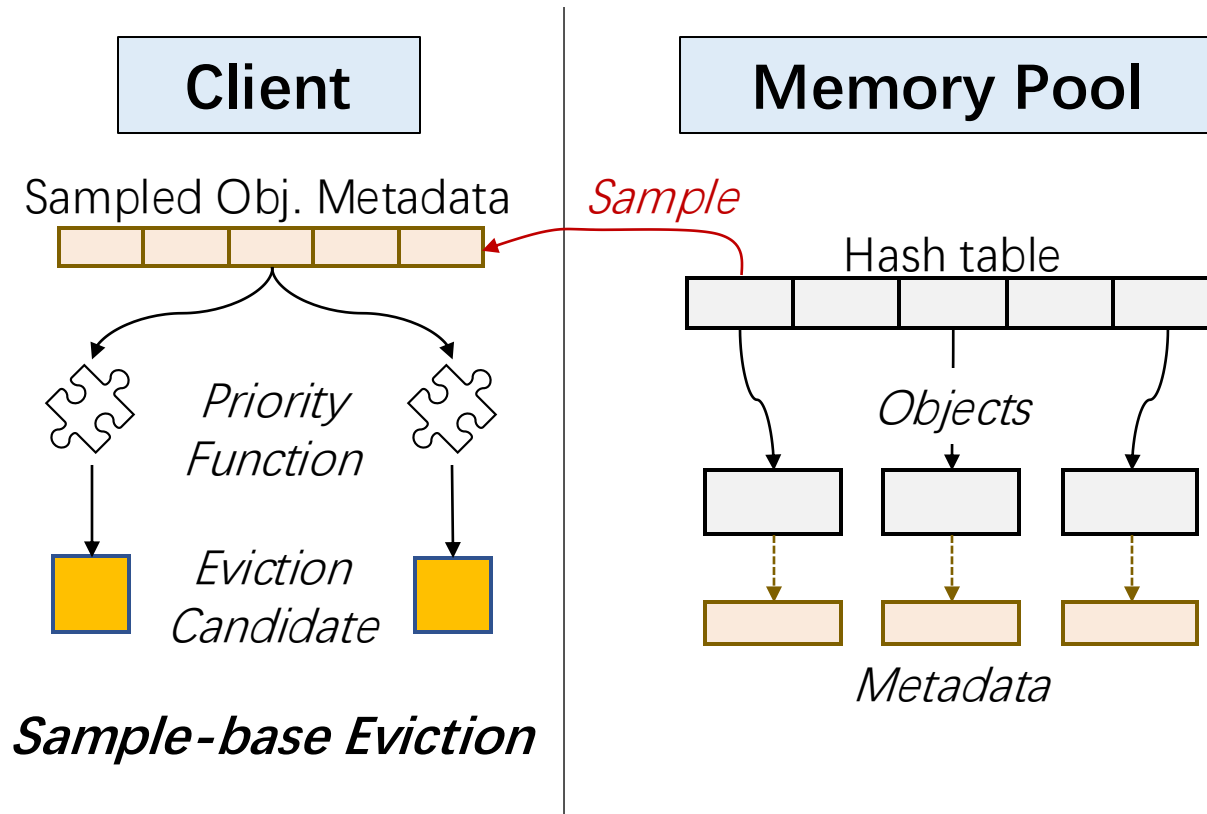 Client
Sampled Obj. Metadata
Priority
Function
Eviction
Candidate
Sample-base Eviction
Memory Pool
Sample
Hash table
Objects
Metadata